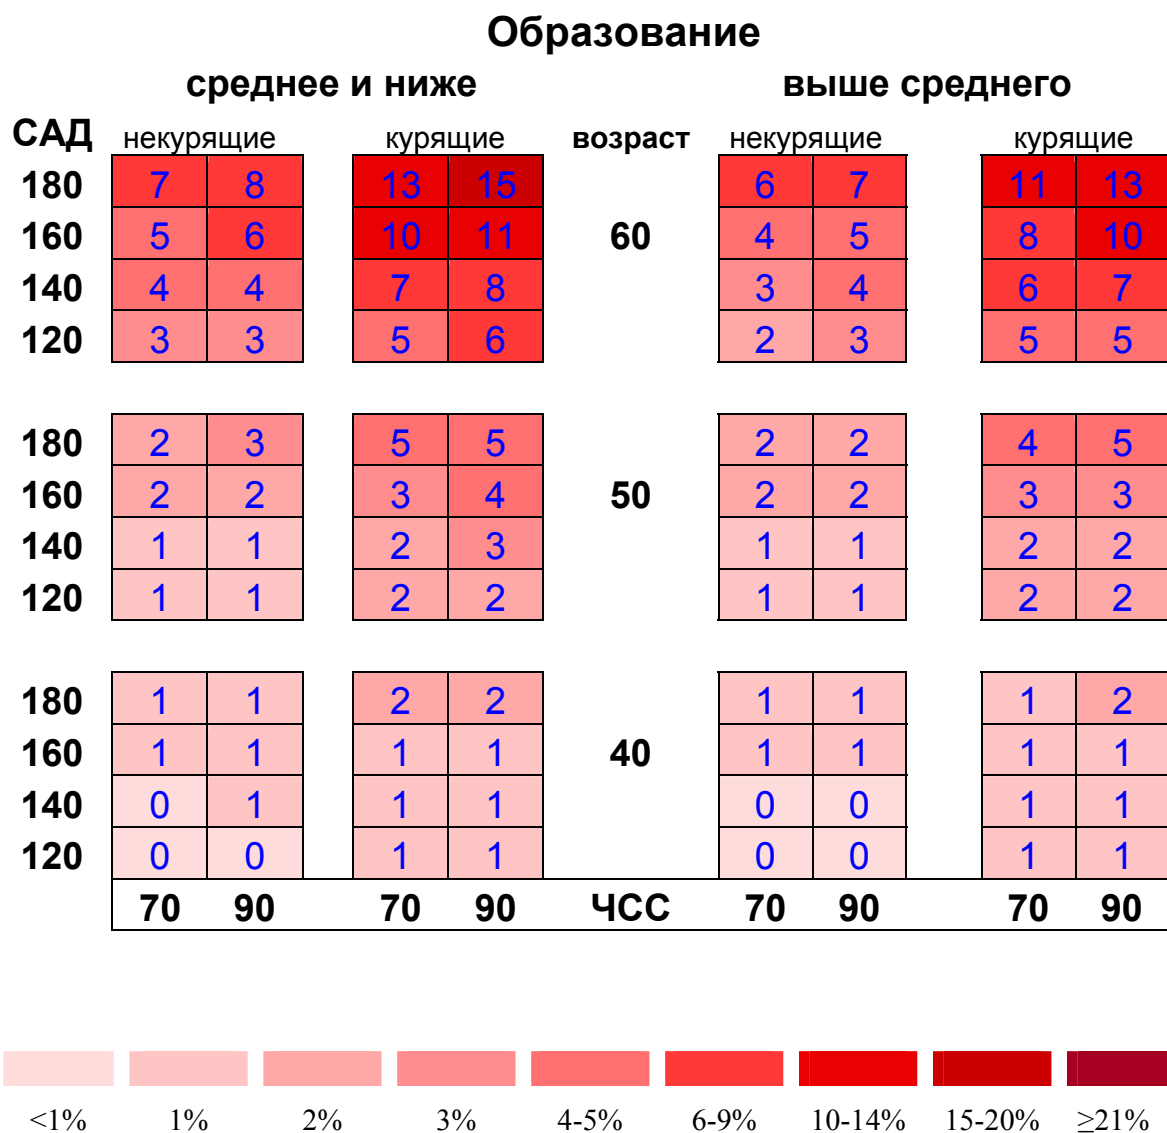 Образование
среднее и ниже выше среднего
САД некурящие курящие возраст некурящие курящие
180 7 8 13 15 6 7 11 13
160 5 6 10 11 60 4 5 8 10
140 4 4 7 8 3 4 6 7
120 3 3 5 6 2 3 5 5
180 2 3 5 5 2 2 4 5
160 2 2 3 4 50 2 2 3 3
140 1 1 2 3 1 1 2 2
120 1 1 2 2 1 1 2 2
180 1 1 2 2 1 1 1 2
160 1 1 1 1 40 1 1 1 1
140 0 1 1 1 0 0 1 1
120 0 0 1 1 0 0 1 1
70 90 70 90 ЧСС 70 90 70 90
<1% 1% 2% 3% 4-5% 6-9% 10-14% 15-20% ≥21%